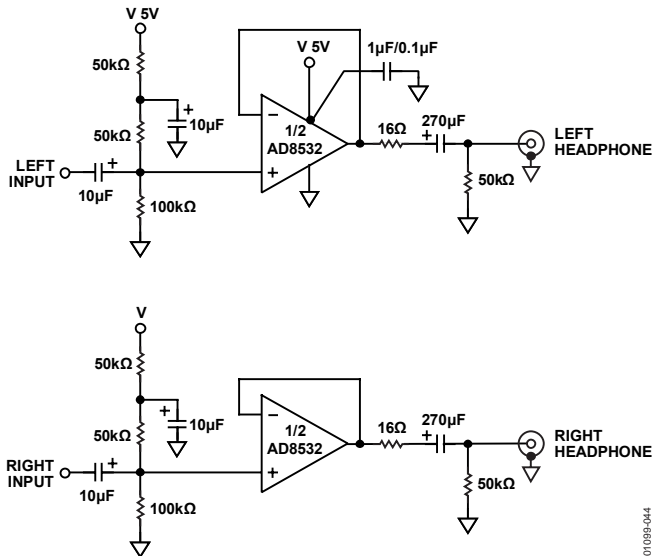 V 5V
50kΩ
50kΩ
10µF
LEFT
INPUT
10µF
100kΩ
V 5V
1µF/0.1µF
1/2
AD8532
16Ω
270µF
LEFT
HEADPHONE
50kΩ
V
50kΩ
50kΩ
10µF
RIGHT
INPUT
10µF
100kΩ
1/2
AD8532
16Ω
270µF
RIGHT
HEADPHONE
50kΩ
01099-044